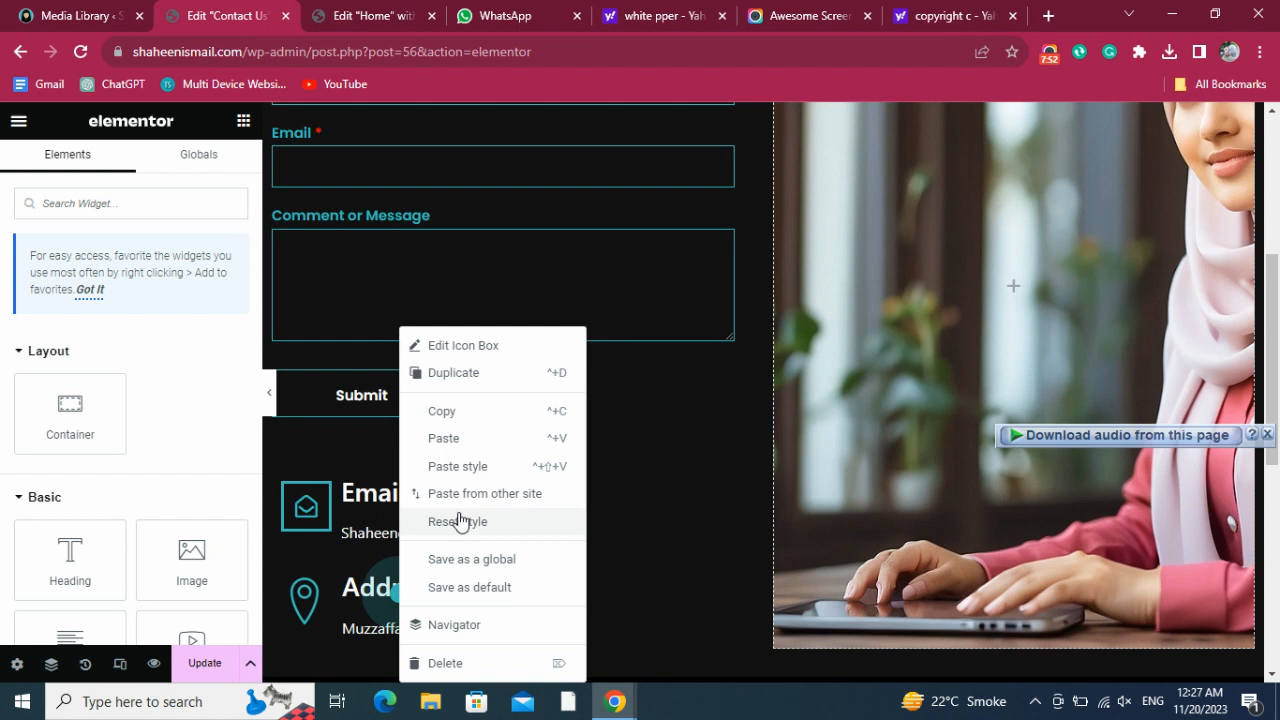 Media Library ‹ S
Edit "Contact Us"
Edit "Home" with
WhatsApp
white pper - Yah
Awesome Screen
copyright c - Yah
shaheenismail.com/wp-admin/post.php?post=56&action=elementor
7:52
Gmail
ChatGPT
Multi Device Websi...
YouTube
All Bookmarks
elementor
Elements
Globals
Search Widget...
For easy access, favorite the widgets you
use most often by right clicking > Add to
favorites. Got It
Layout
Container
Basic
Heading
Image
Update
Email *
Comment or Message
Submit
Emai
Shaheen
Addr
Muzzaffa
Edit Icon Box
Duplicate ^+D
Copy ^+C
Paste ^+V
Paste style ^+⇧+V
Paste from other site
Reset style
Save as a global
Save as default
Navigator
Delete
Download audio from this page
Type here to search
22°C Smoke
ENG
12:27 AM
11/20/2023
1